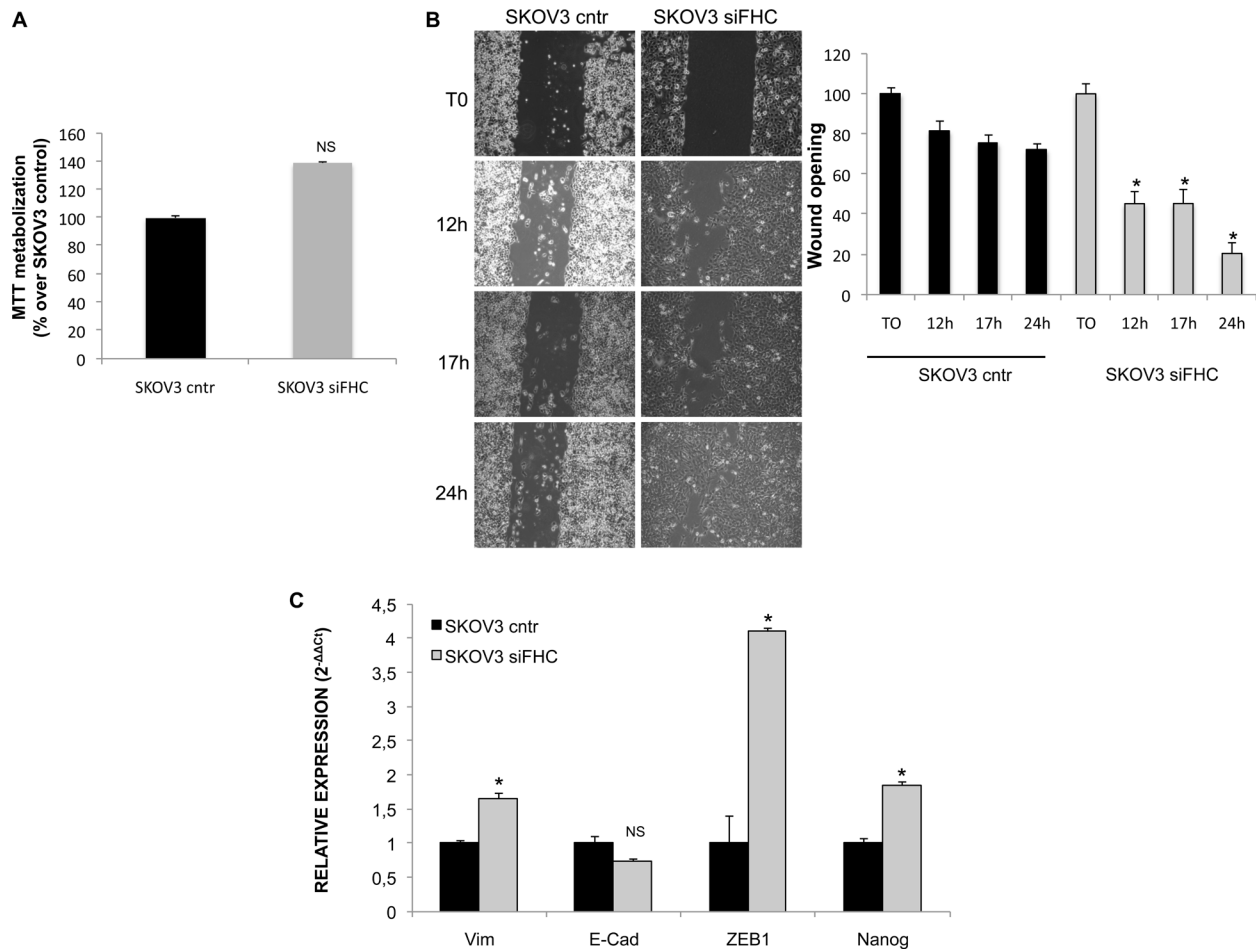 A
MTT metabolization
(% over SKOV3 control)
160
140
120
100
80
60
40
20
0
NS
SKOV3 cntr
SKOV3 siFHC
B
SKOV3 cntr
SKOV3 siFHC
T0
12h
17h
24h
Wound opening
120
100
80
60
40
20
0
*
*
*
TO 12h 17h 24h TO 12h 17h 24h
SKOV3 cntr
SKOV3 siFHC
C
RELATIVE EXPRESSION (2-ΔΔCt)
4,5
4
3,5
3
2,5
2
1,5
1
0,5
0
SKOV3 cntr
SKOV3 siFHC
*
NS
*
*
Vim E-Cad ZEB1 Nanog